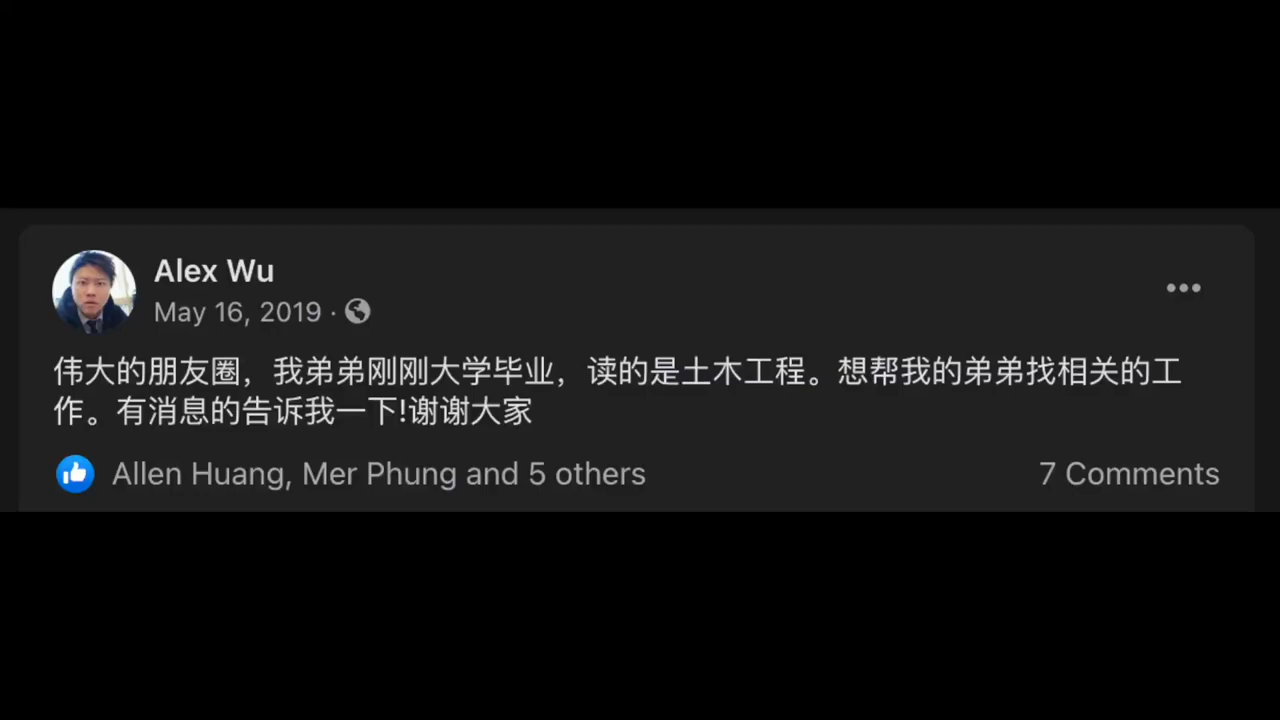 Alex Wu
May 16, 2019 ·
伟大的朋友圈，我弟弟刚刚大学毕业，读的是土木工程。想帮我的弟弟找相关的工
作。有消息的告诉我一下!谢谢大家
Allen Huang, Mer Phung and 5 others
7 Comments